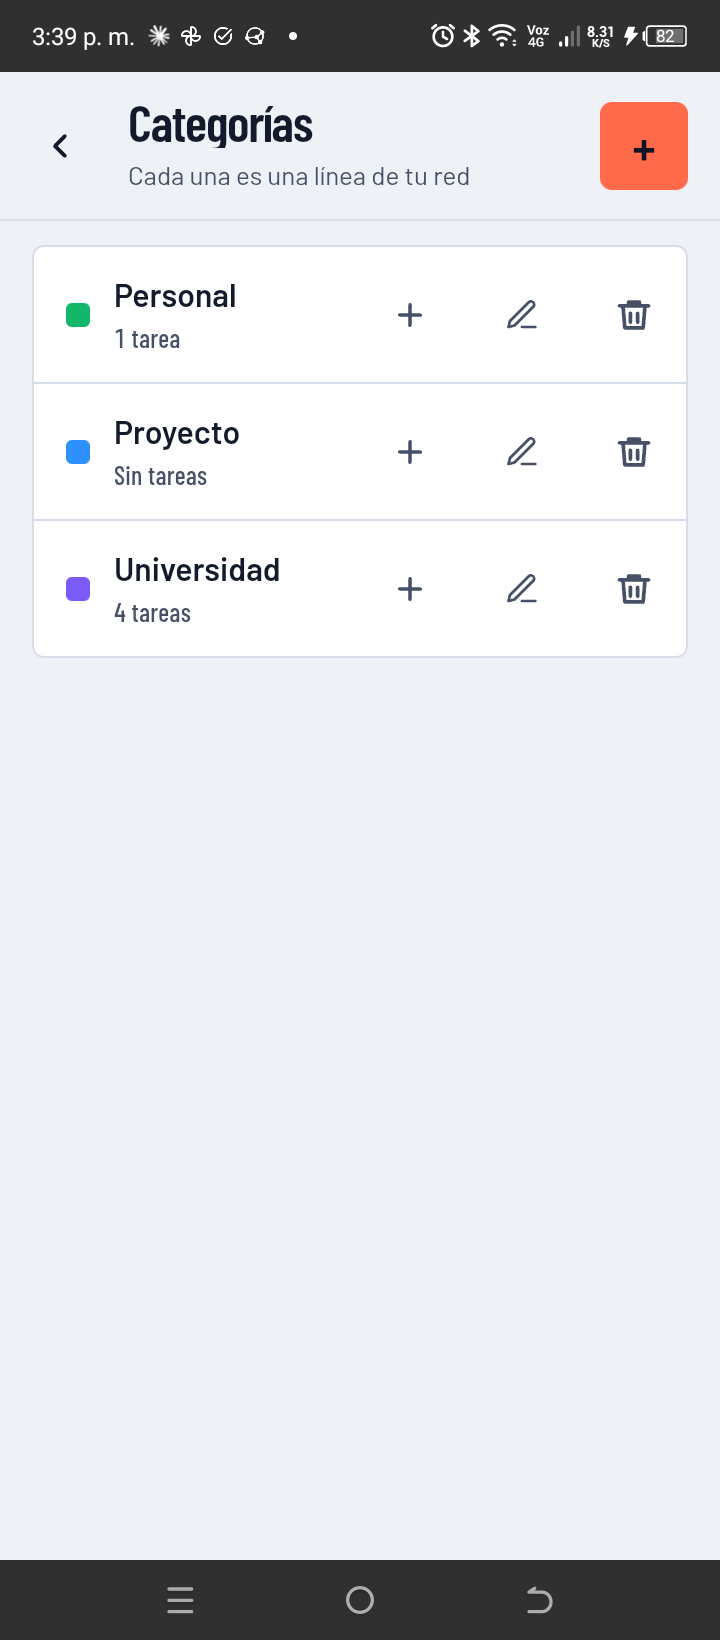 3:39 p. m.
Voz 4G
8.31 K/S
82
Categorías
Cada una es una línea de tu red
+
Personal
1 tarea
Proyecto
Sin tareas
Universidad
4 tareas